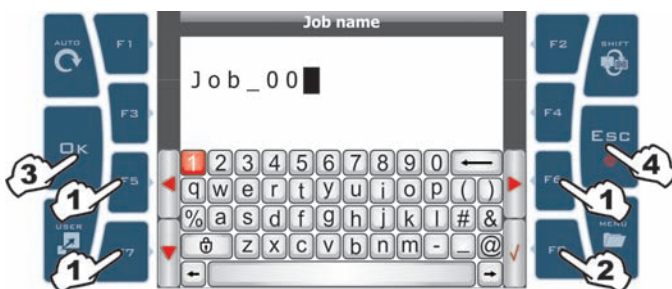 Job name
AUTO
F1
F2
SHIFT
Job_00
F3
F4
OK
ESC
3
4
1 2 3 4 5 6 7 8 9 0
1
F5
q w e r t y u i o p ( )
F6
1
% a s d f g h j k l # &
USER
z x c v b n m - _ @
MENU
1
F7
2